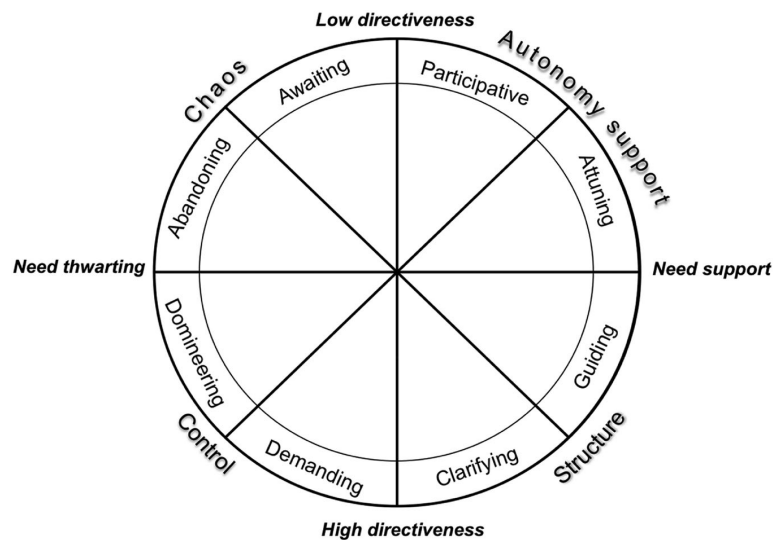 Low directiveness
Chaos
Autonomy support
Awaiting
Participative
Abandoning
Attuning
Need thwarting
Need support
Domineering
Guiding
Control
Structure
Demanding
Clarifying
High directiveness